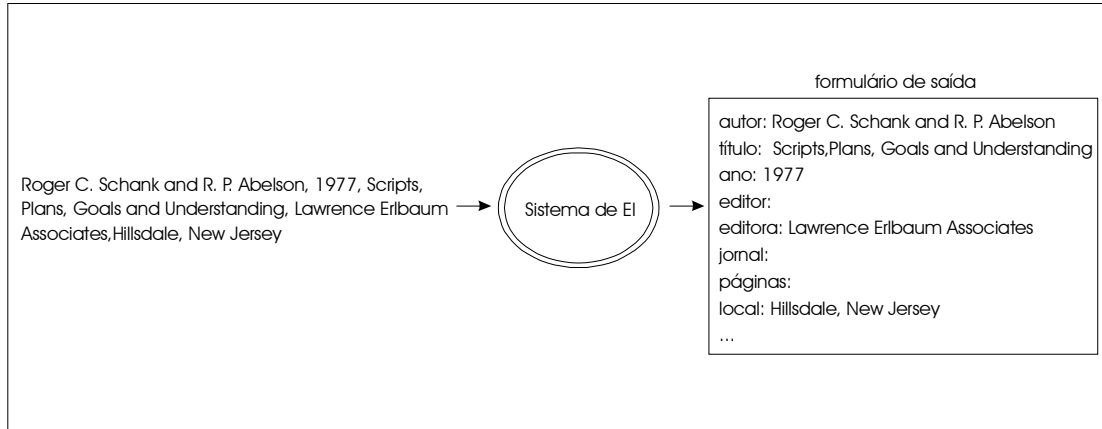 Roger C. Schank and R. P. Abelson, 1977, Scripts,
Plans, Goals and Understanding, Lawrence Erlbaum
Associates,Hillsdale, New Jersey
Sistema de EI
formulário de saída
autor: Roger C. Schank and R. P. Abelson
título: Scripts,Plans, Goals and Understanding
ano: 1977
editor:
editora: Lawrence Erlbaum Associates
jornal:
páginas:
local: Hillsdale, New Jersey
...